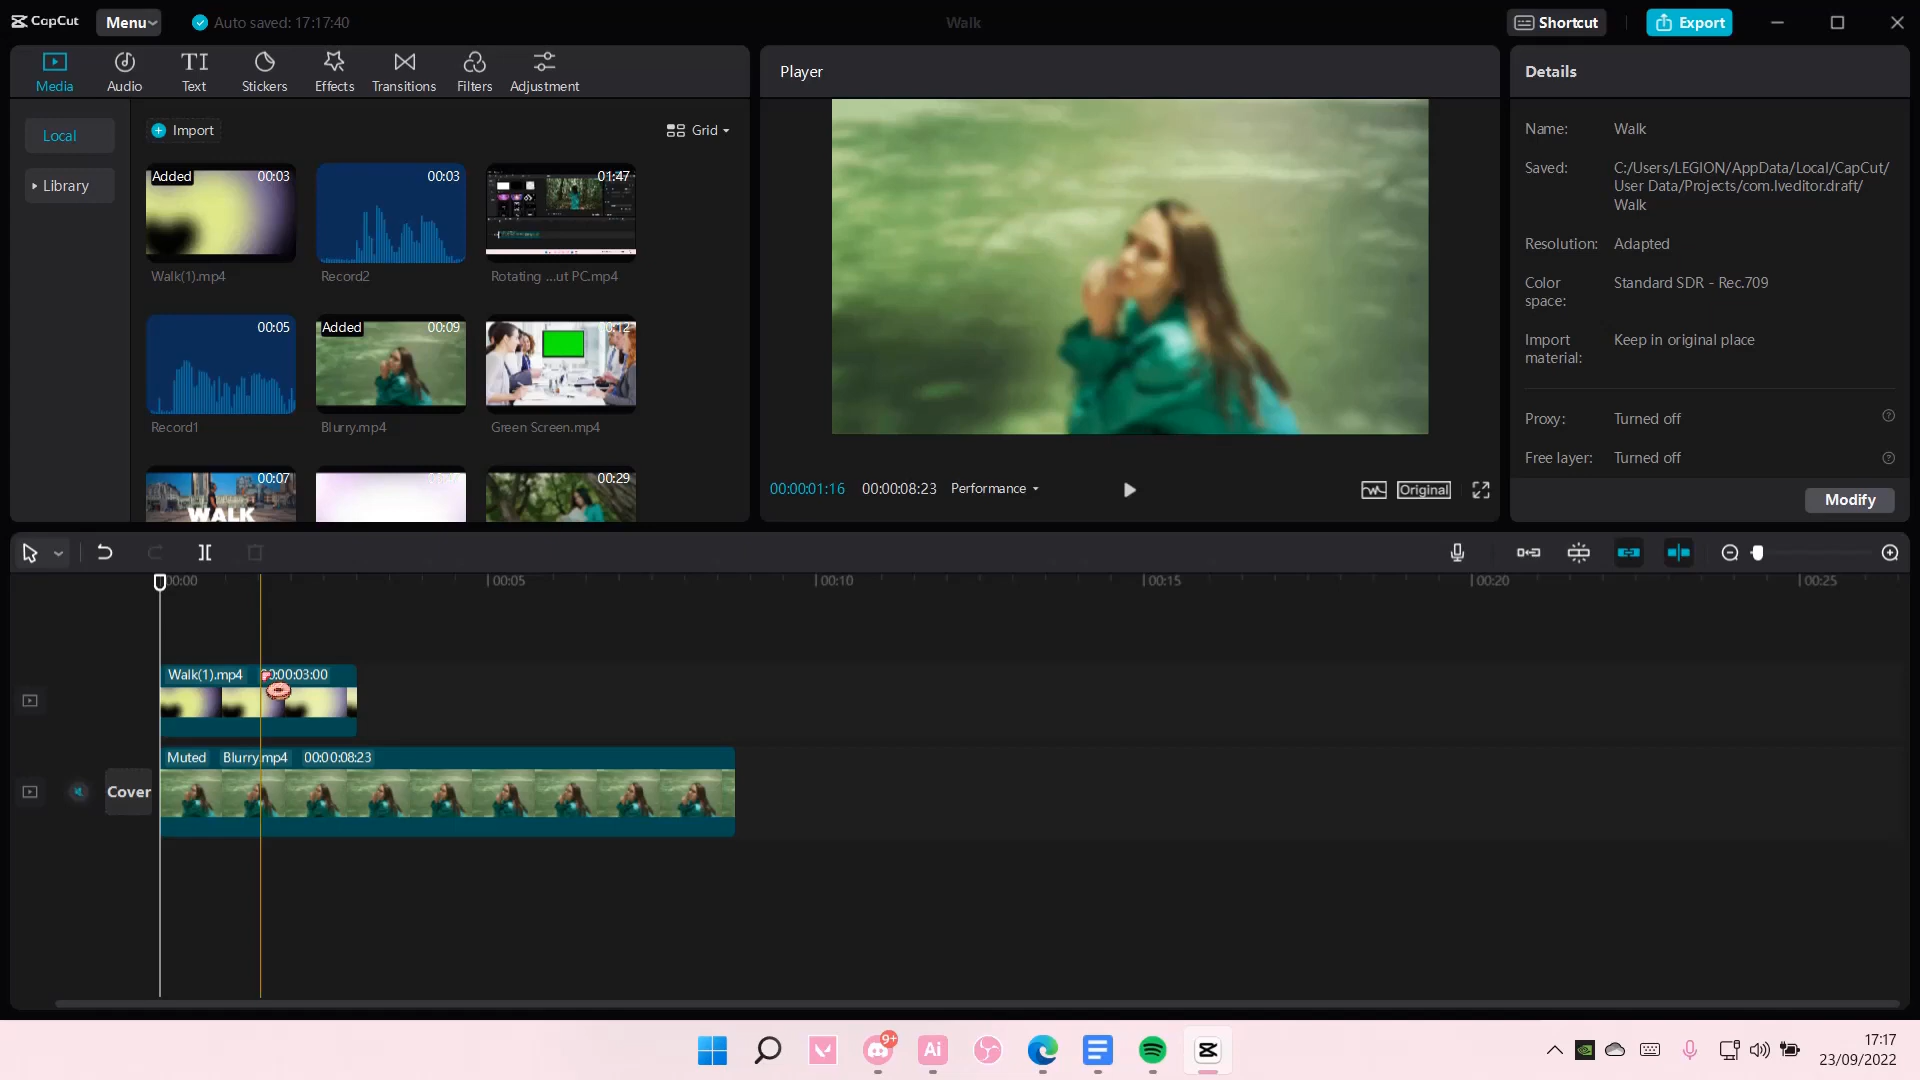 CapCut
Menu
Auto saved: 17:17:40
Walk
Shortcut
Export
Media
Audio
Text
Stickers
Effects
Transitions
Filters
Adjustment
Player
Details
Local
Library
Import
Grid
Added 00:03
00:03
01:47
Walk(1).mp4
Record2
Rotating ...ut PC.mp4
00:05
Added 00:09
00:12
Record1
Blurry.mp4
Green Screen.mp4
00:07
WALK
00:29
Name: Walk
Saved: C:/Users/LEGION/AppData/Local/CapCut/
User Data/Projects/com.lveditor.draft/
Walk
Resolution: Adapted
Color space: Standard SDR - Rec.709
Import material: Keep in original place
Proxy: Turned off
Free layer: Turned off
Modify
00:00:01:16
00:00:08:23
Performance
Original
00:00
00:05
00:10
00:15
00:20
00:25
Walk(1).mp4 00:00:03:00
Muted Blurry.mp4 00:00:08:23
Cover
9+
Ai
17:17
23/09/2022